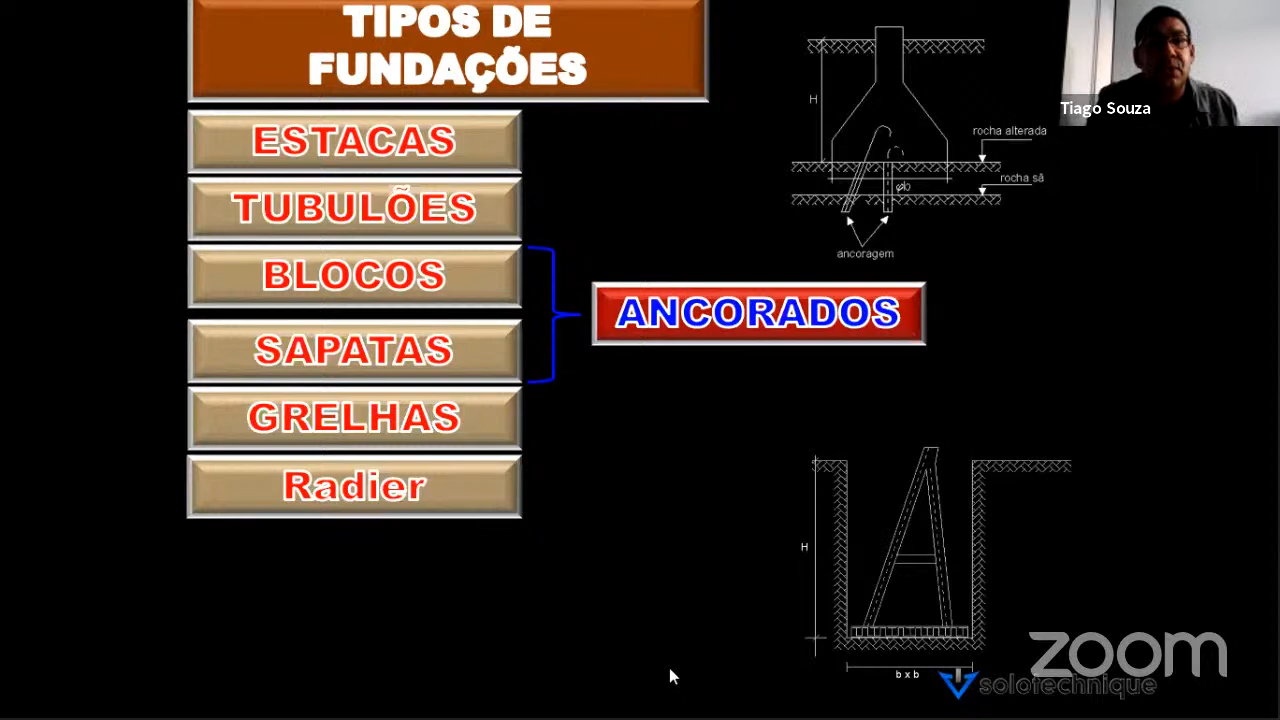 TIPOS DE
FUNDAÇÕES
ESTACAS
TUBULÕES
BLOCOS
SAPATAS
GRELHAS
Radier
ANCORADOS
H
rocha alterada
rocha sã
φb
ancoragem
H
b x b
Tiago Souza
zoom
solotechnique